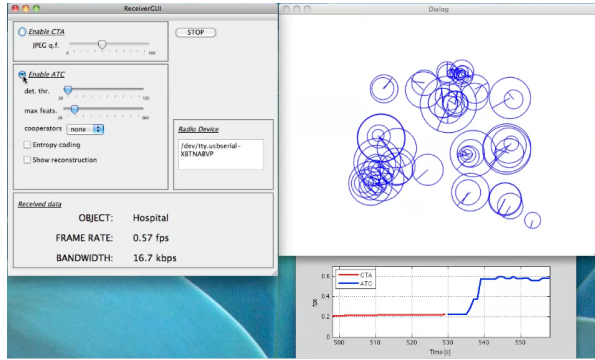 ReceiverGUI
Enable CTA
JPEG q.f.
STOP
Enable ATC
det. thr.
max feats.
cooperators
none
Entropy coding
Show reconstruction
Radio Device
/dev/tty.usbserial-
X8TNA8VP
Received data
OBJECT: Hospital
FRAME RATE: 0.57 fps
BANDWIDTH: 16.7 kbps
Dialog
CTA
ATC
0.6
0.4
0.2
0
fps
500 510 520 530 540 550
Time [s]